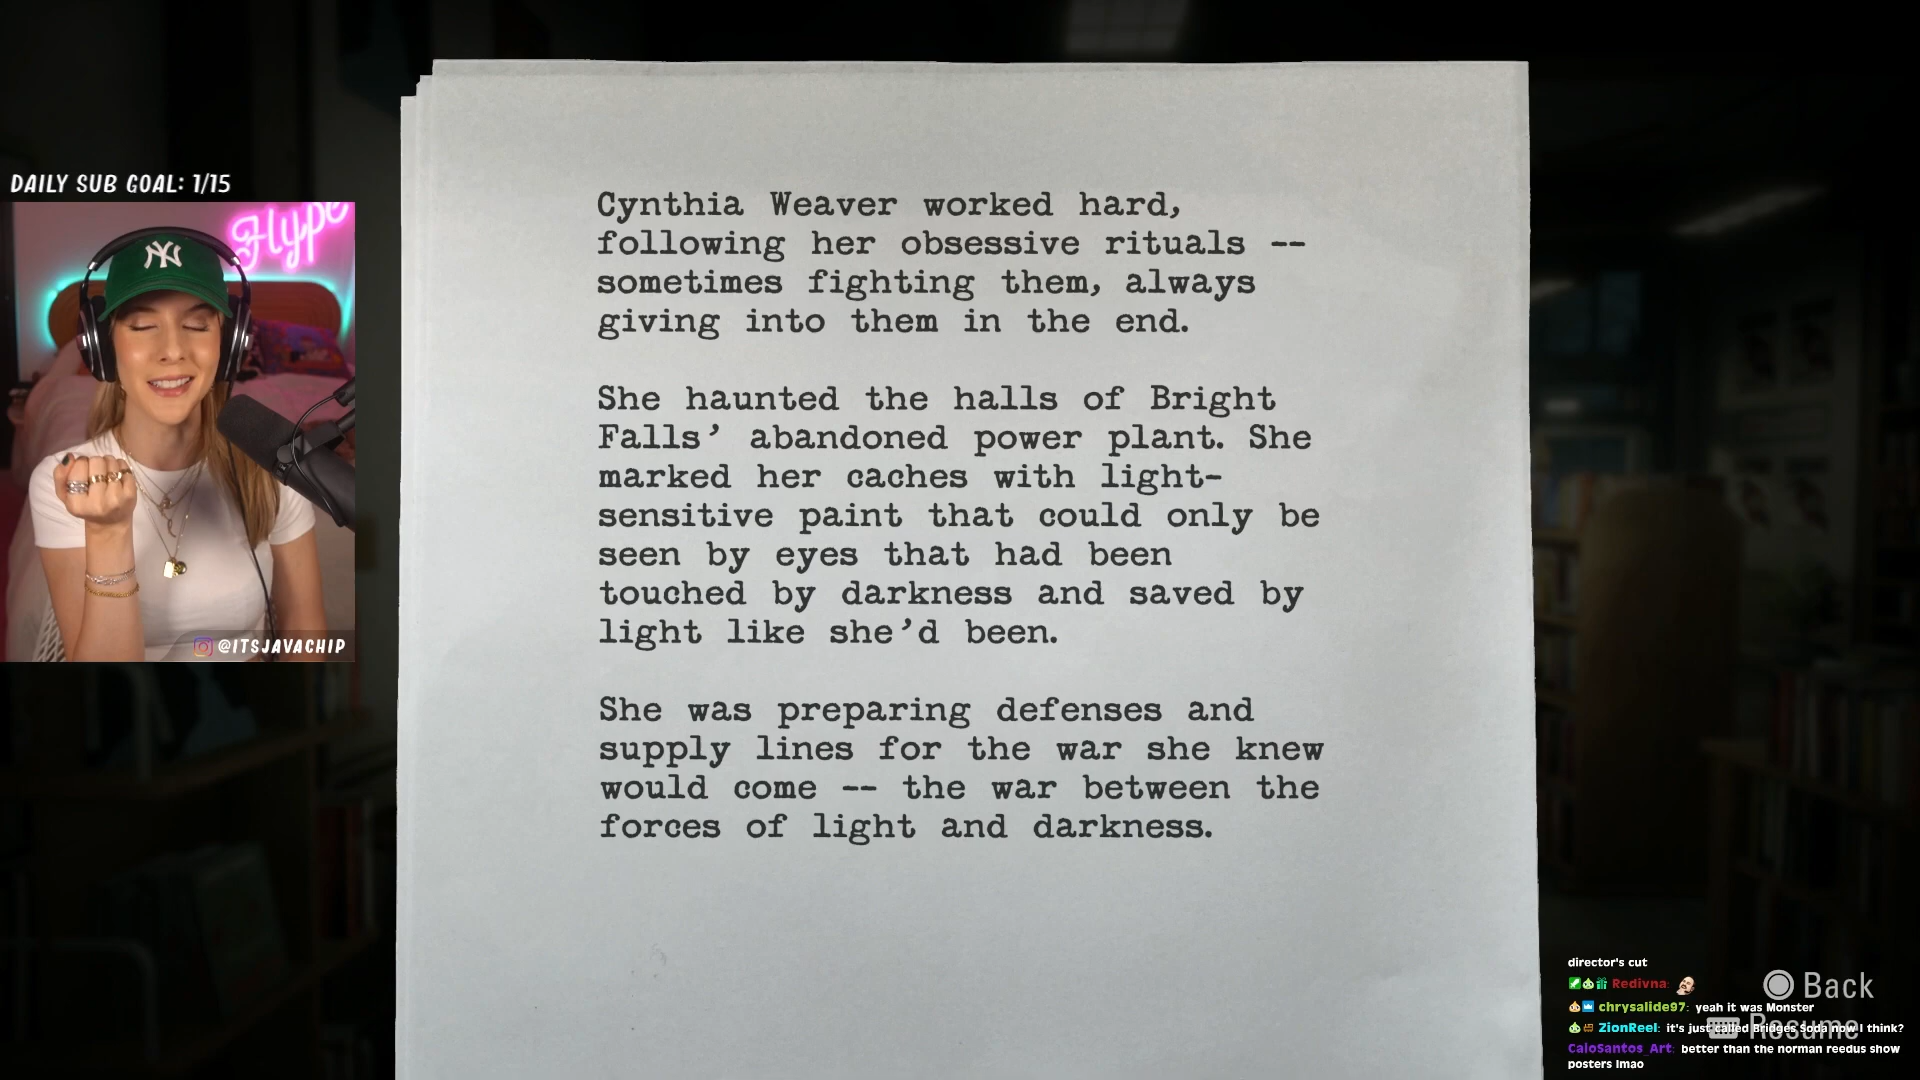 DAILY SUB GOAL: 1/15
Hype
NY
@ITSJAVACHIP
Cynthia Weaver worked hard,
following her obsessive rituals --
sometimes fighting them, always
giving into them in the end.
She haunted the halls of Bright
Falls’ abandoned power plant. She
marked her caches with light-
sensitive paint that could only be
seen by eyes that had been
touched by darkness and saved by
light like she’d been.
She was preparing defenses and
supply lines for the war she knew
would come -- the war between the
forces of light and darkness.
director's cut
Redivna:
chrysalide97: yeah it was Monster
ZionReel: it's just called Bridges Soda now I think?
CaioSantos_Art: better than the norman reedus show
posters lmao
Back
Resume